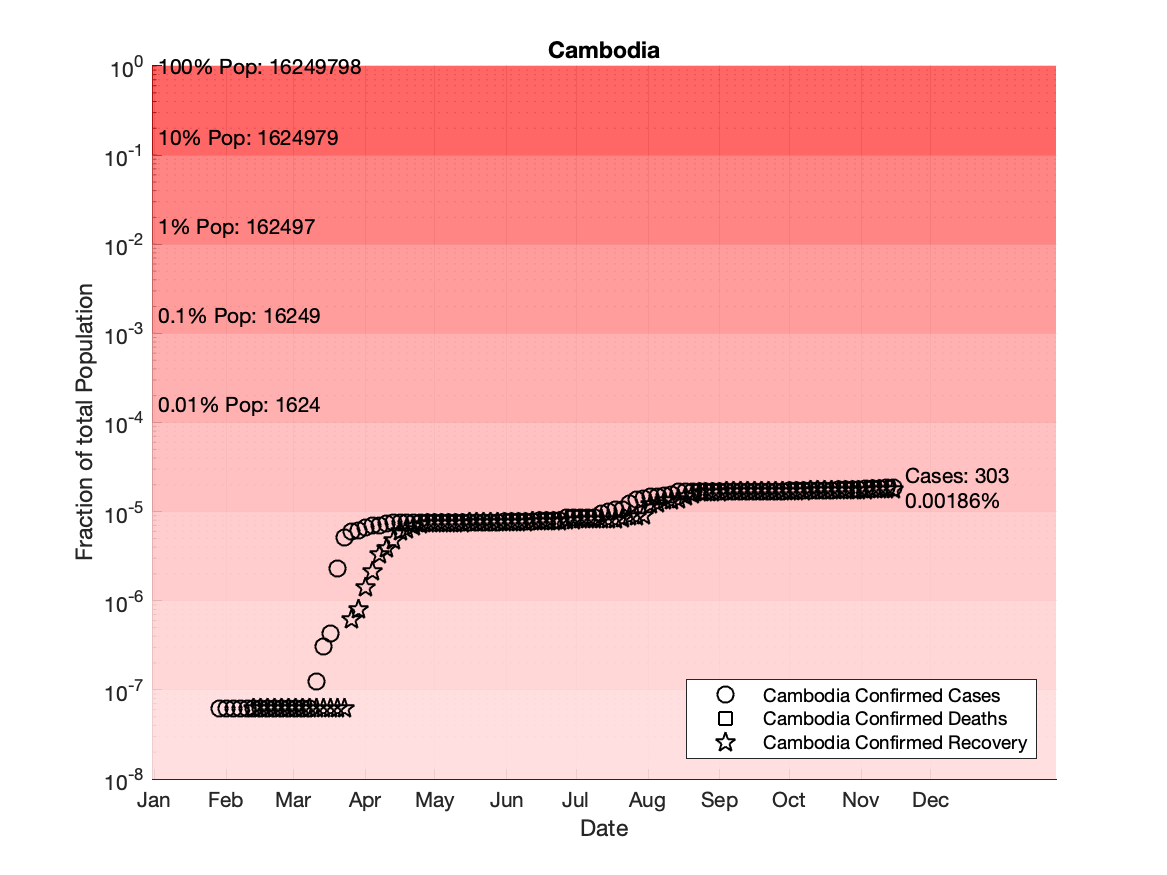 Cambodia
10^0
100% Pop: 16249798
10% Pop: 1624979
10^-1
1% Pop: 162497
10^-2
0.1% Pop: 16249
10^-3
0.01% Pop: 1624
10^-4
Cases: 303
0.00186%
10^-5
10^-6
10^-7
10^-8
Fraction of total Population
Cambodia Confirmed Cases
Cambodia Confirmed Deaths
Cambodia Confirmed Recovery
Jan Feb Mar Apr May Jun Jul Aug Sep Oct Nov Dec
Date